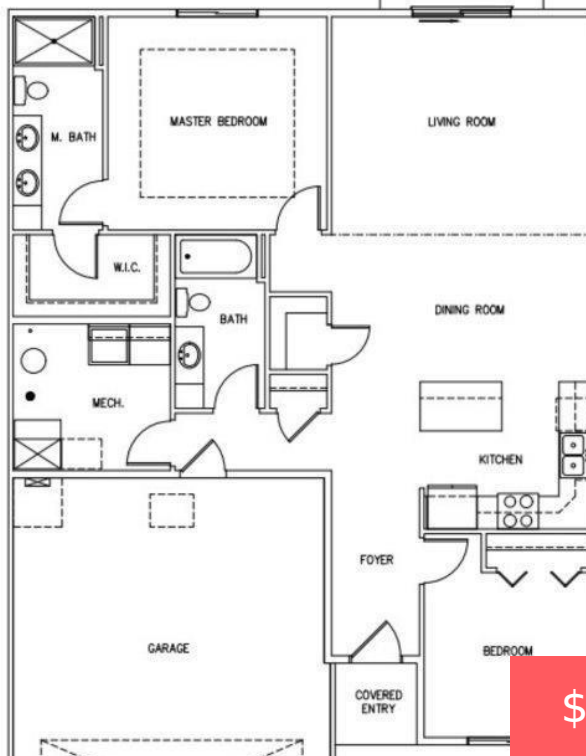 MASTER BEDROOM
LIVING ROOM
M. BATH
W.I.C.
BATH
DINING ROOM
MECH.
KITCHEN
FOYER
GARAGE
BEDROOM
COVERED
ENTRY
$